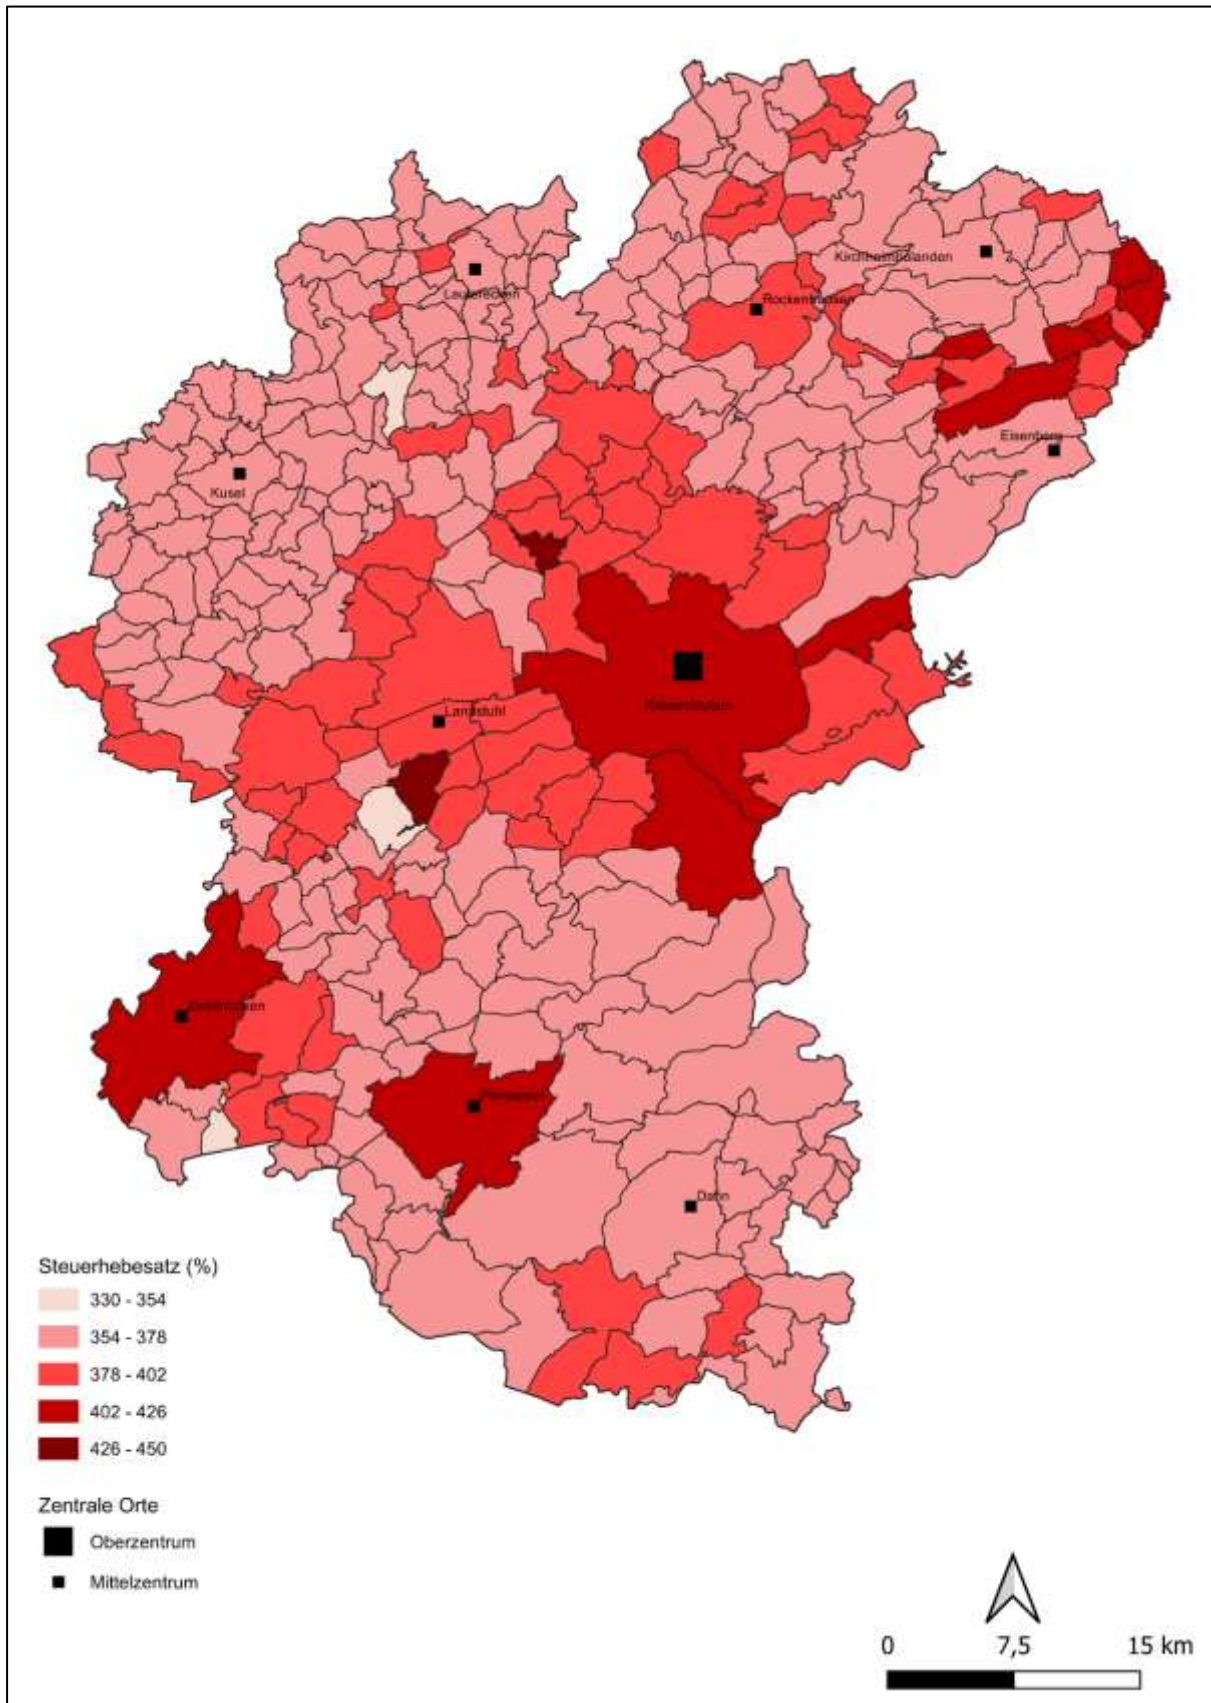 Kirchheimbolanden
Lauterecken
Rockenhausen
Eisenberg
Kusel
Kaiserslautern
Landstuhl
Zweibrücken
Pirmasens
Dahn
Steuerhebesatz (%)
330 - 354
354 - 378
378 - 402
402 - 426
426 - 450
Zentrale Orte
Oberzentrum
Mittelzentrum
0 7,5 15 km